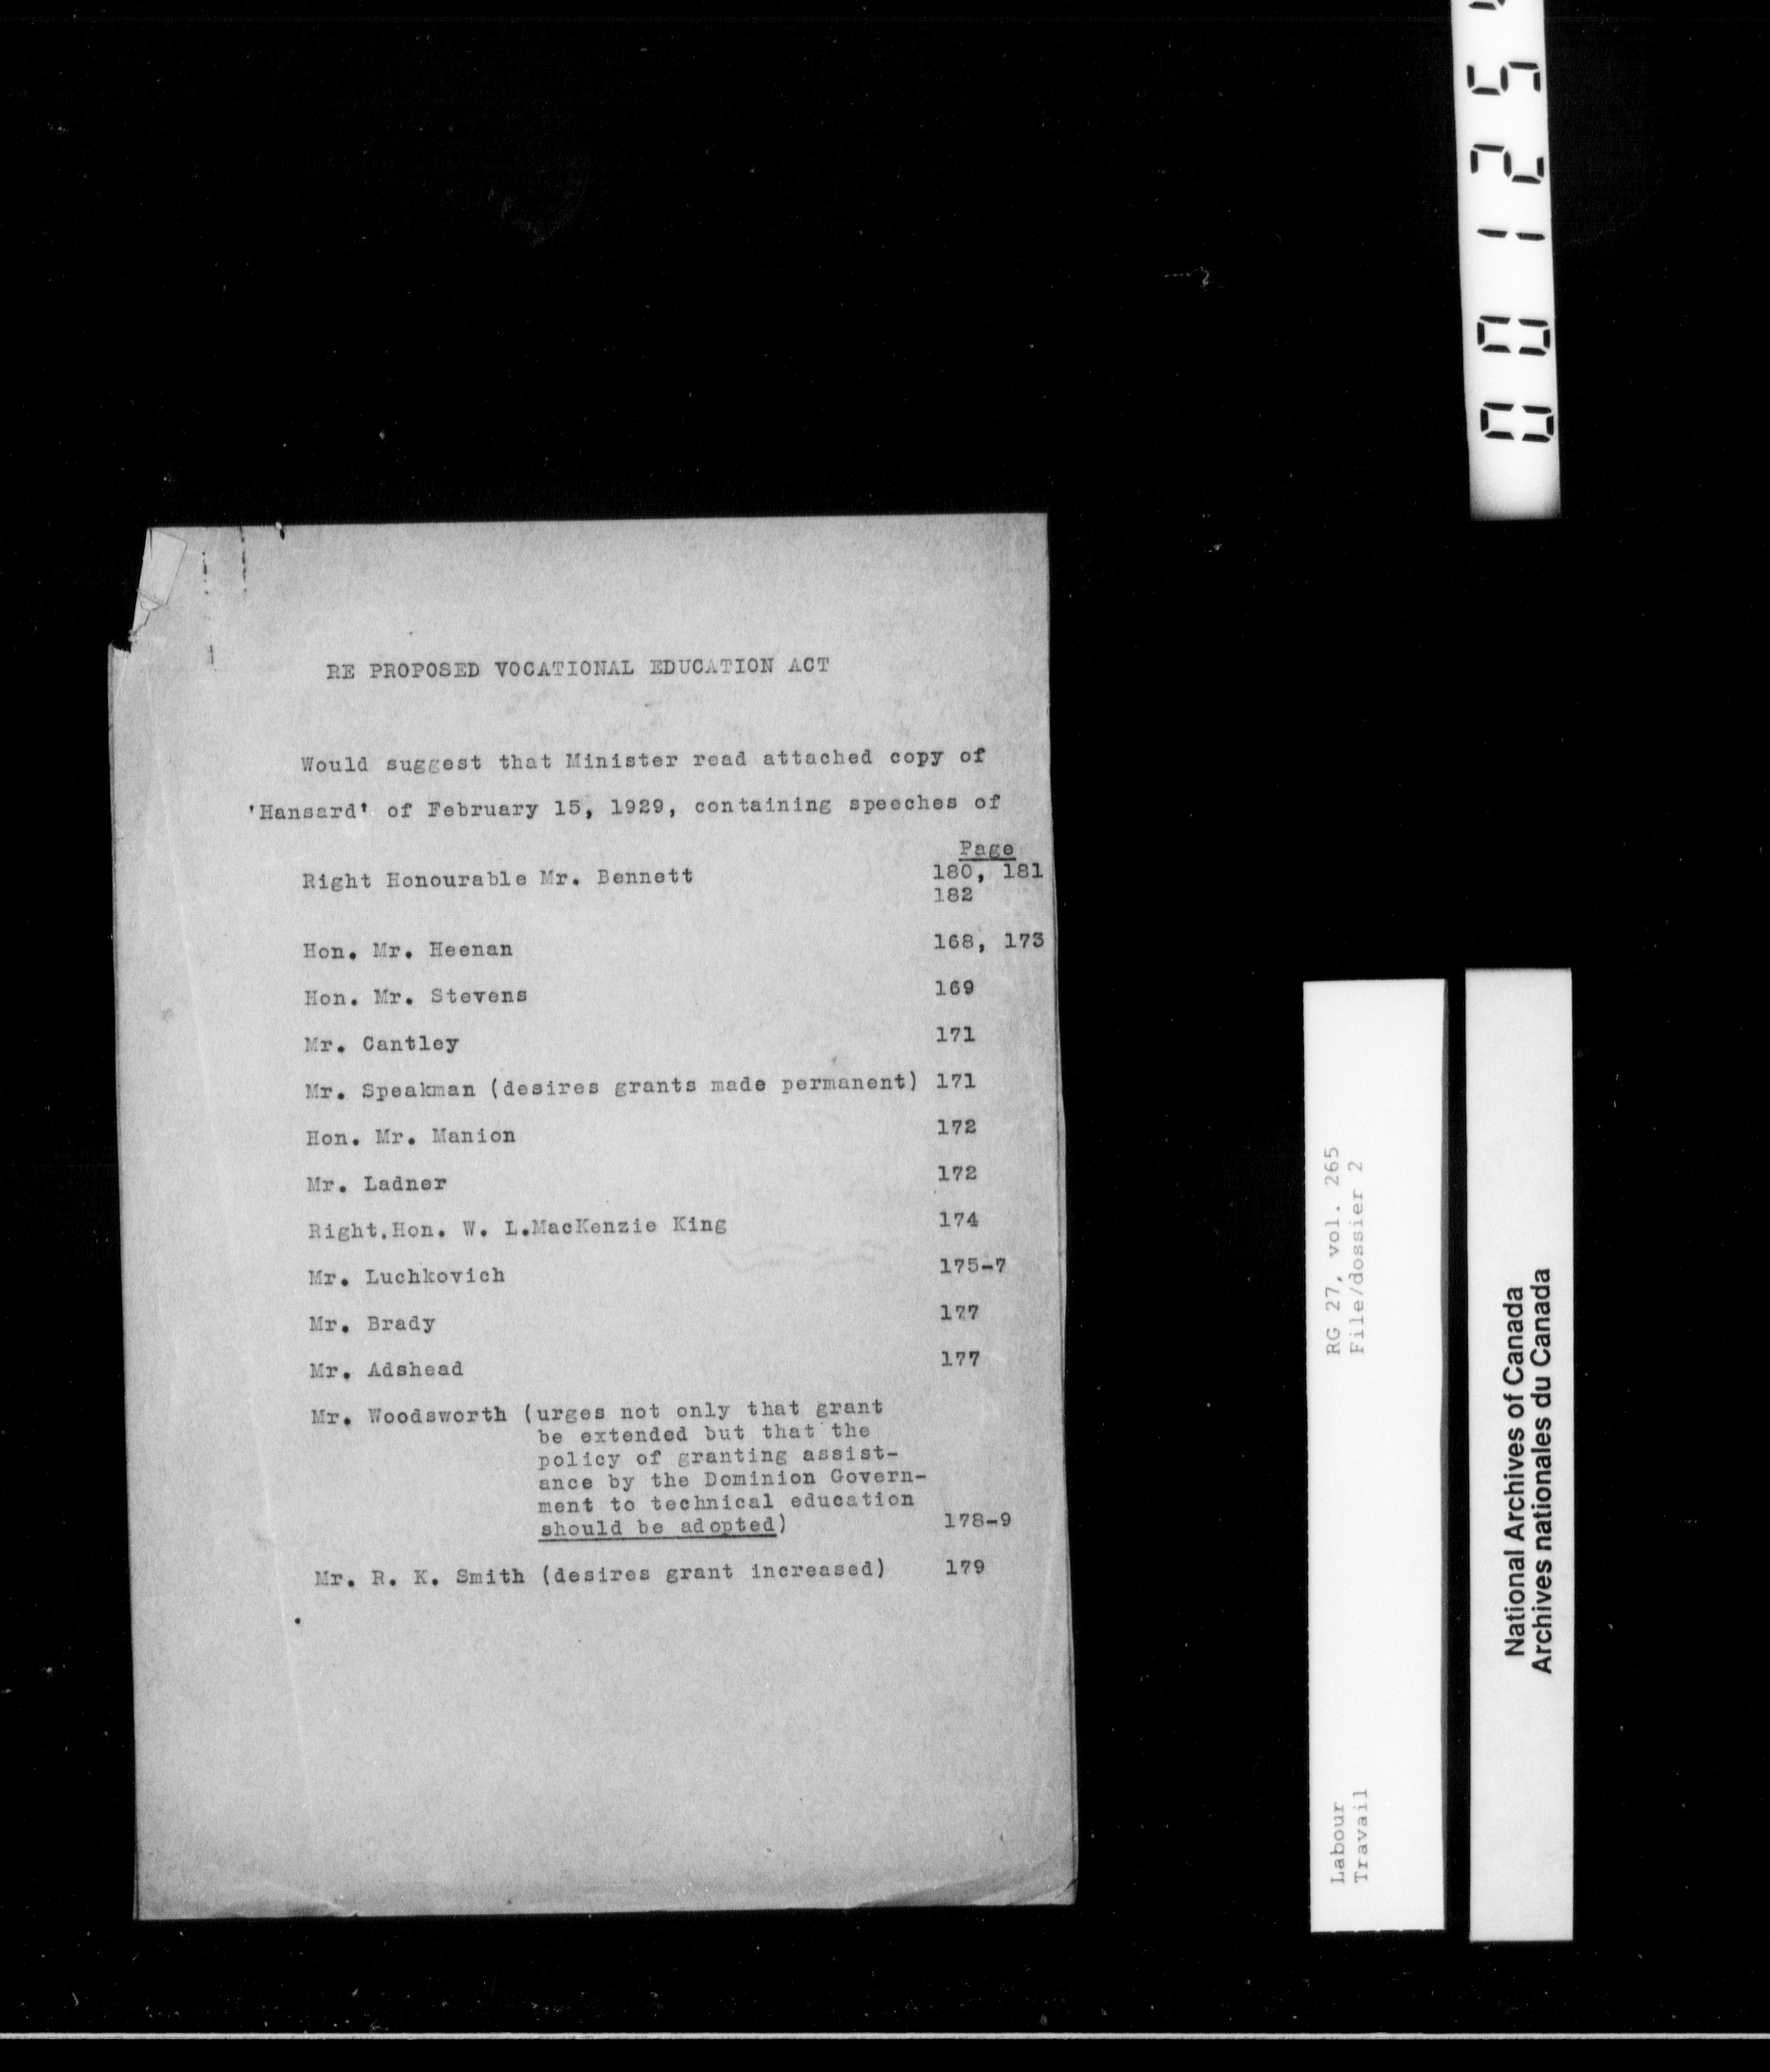 RE PROPOSED VOCATIONAL EDUCATION ACT
Would suggest that Minister read attached copy of
'Hansard' of February 15, 1929, containing speeches of
Page
Right Honourable Mr. Bennett 180, 181
182
Hon. Mr. Heenan 168, 173
Hon. Mr. Stevens 169
Mr. Cantley 171
Mr. Speakman (desires grants made permanent) 171
Hon. Mr. Manion 172
Mr. Ladner 172
Right.Hon. W. L.MacKenzie King 174
Mr. Luchkovich 175-7
Mr. Brady 177
Mr. Adshead 177
Mr. Woodsworth (urges not only that grant
be extended but that the
policy of granting assist-
ance by the Dominion Govern-
ment to technical education
should be adopted) 178-9
Mr. R. K. Smith (desires grant increased) 179
Labour RG 27, vol. 265
Travail File/dossier 2
National Archives of Canada
Archives nationales du Canada
00125